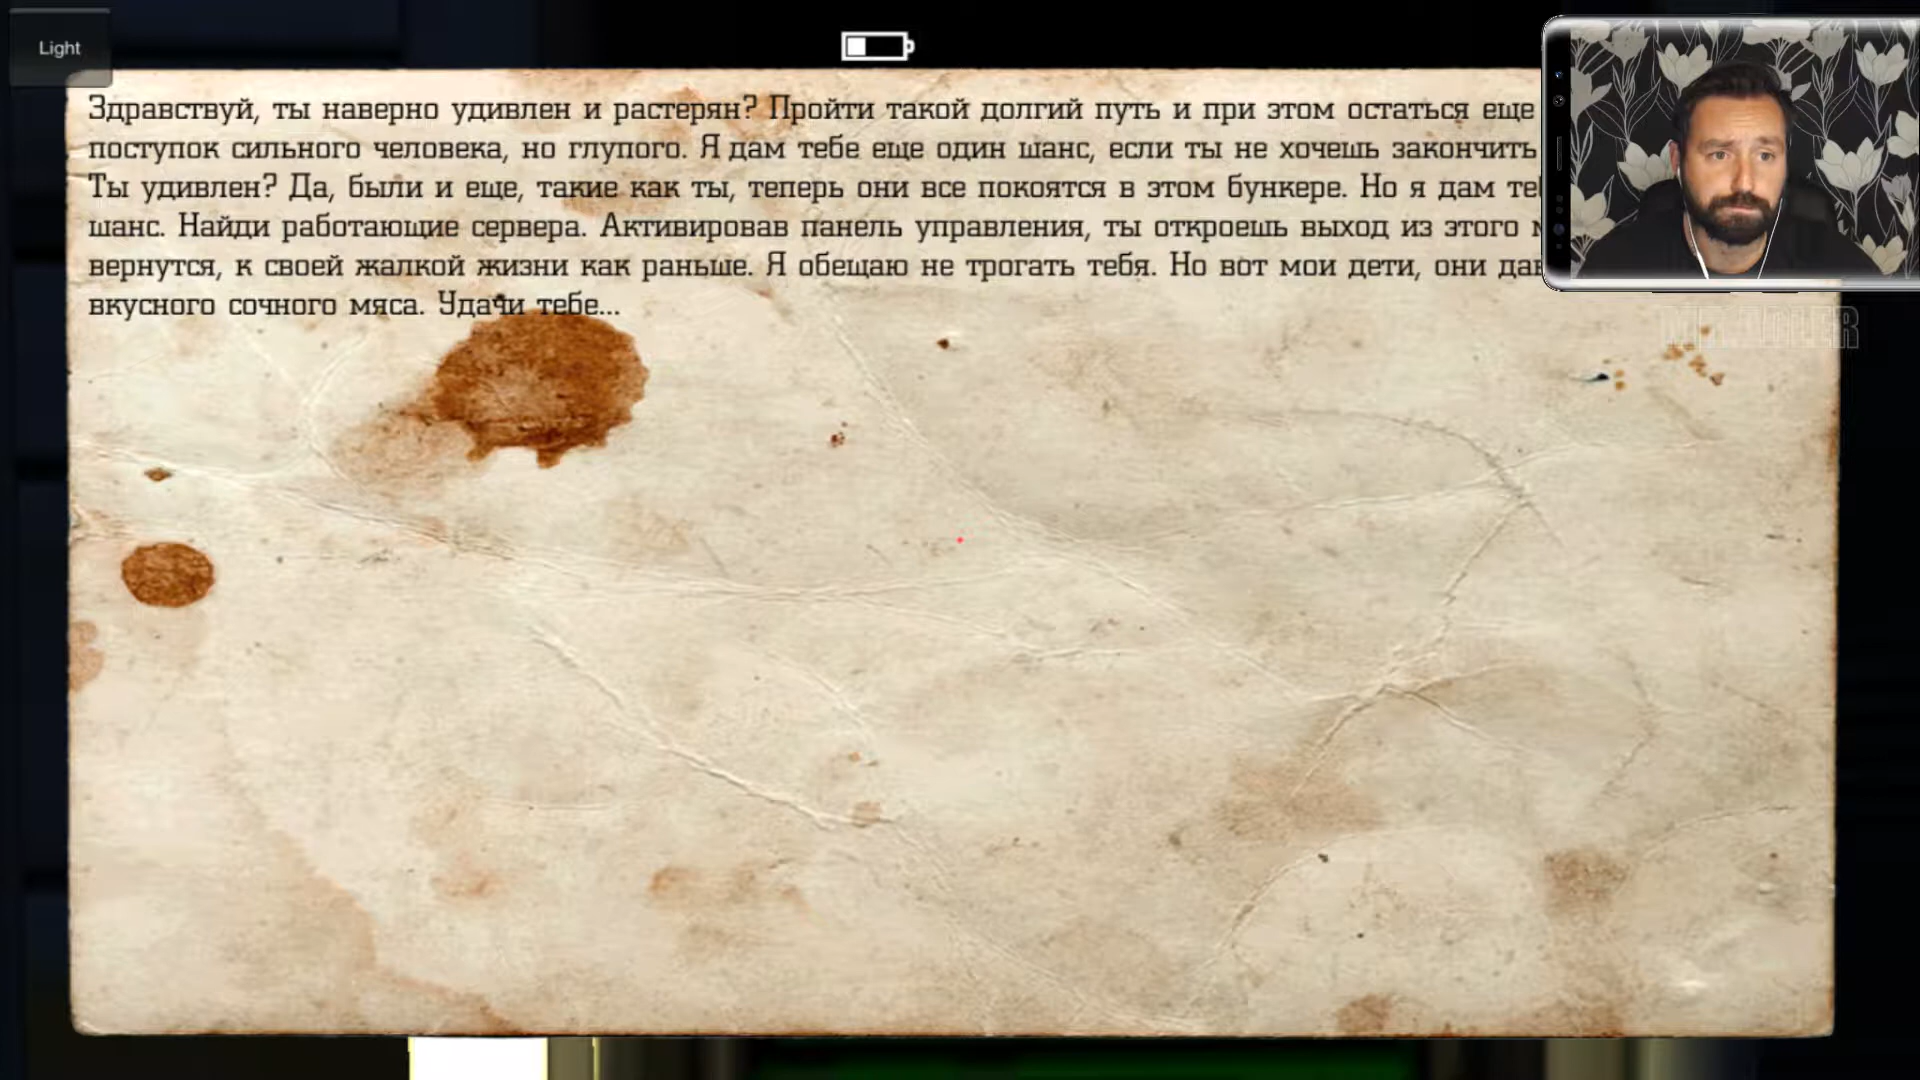 Light
Здравствуй, ты наверно удивлен и растерян? Пройти такой долгий путь и при этом остаться еще
поступок сильного человека, но глупого. Я дам тебе еще один шанс, если ты не хочешь закончить
Ты удивлен? Да, были и еще, такие как ты, теперь они все покоятся в этом бункере. Но я дам
шанс. Найди работающие сервера. Активировав панель управления, ты откроешь выход из этого
вернутся, к своей жалкой жизни как раньше. Я обещаю не трогать тебя. Но вот мои дети, они
вкусного сочного мяса. Удачи тебе...